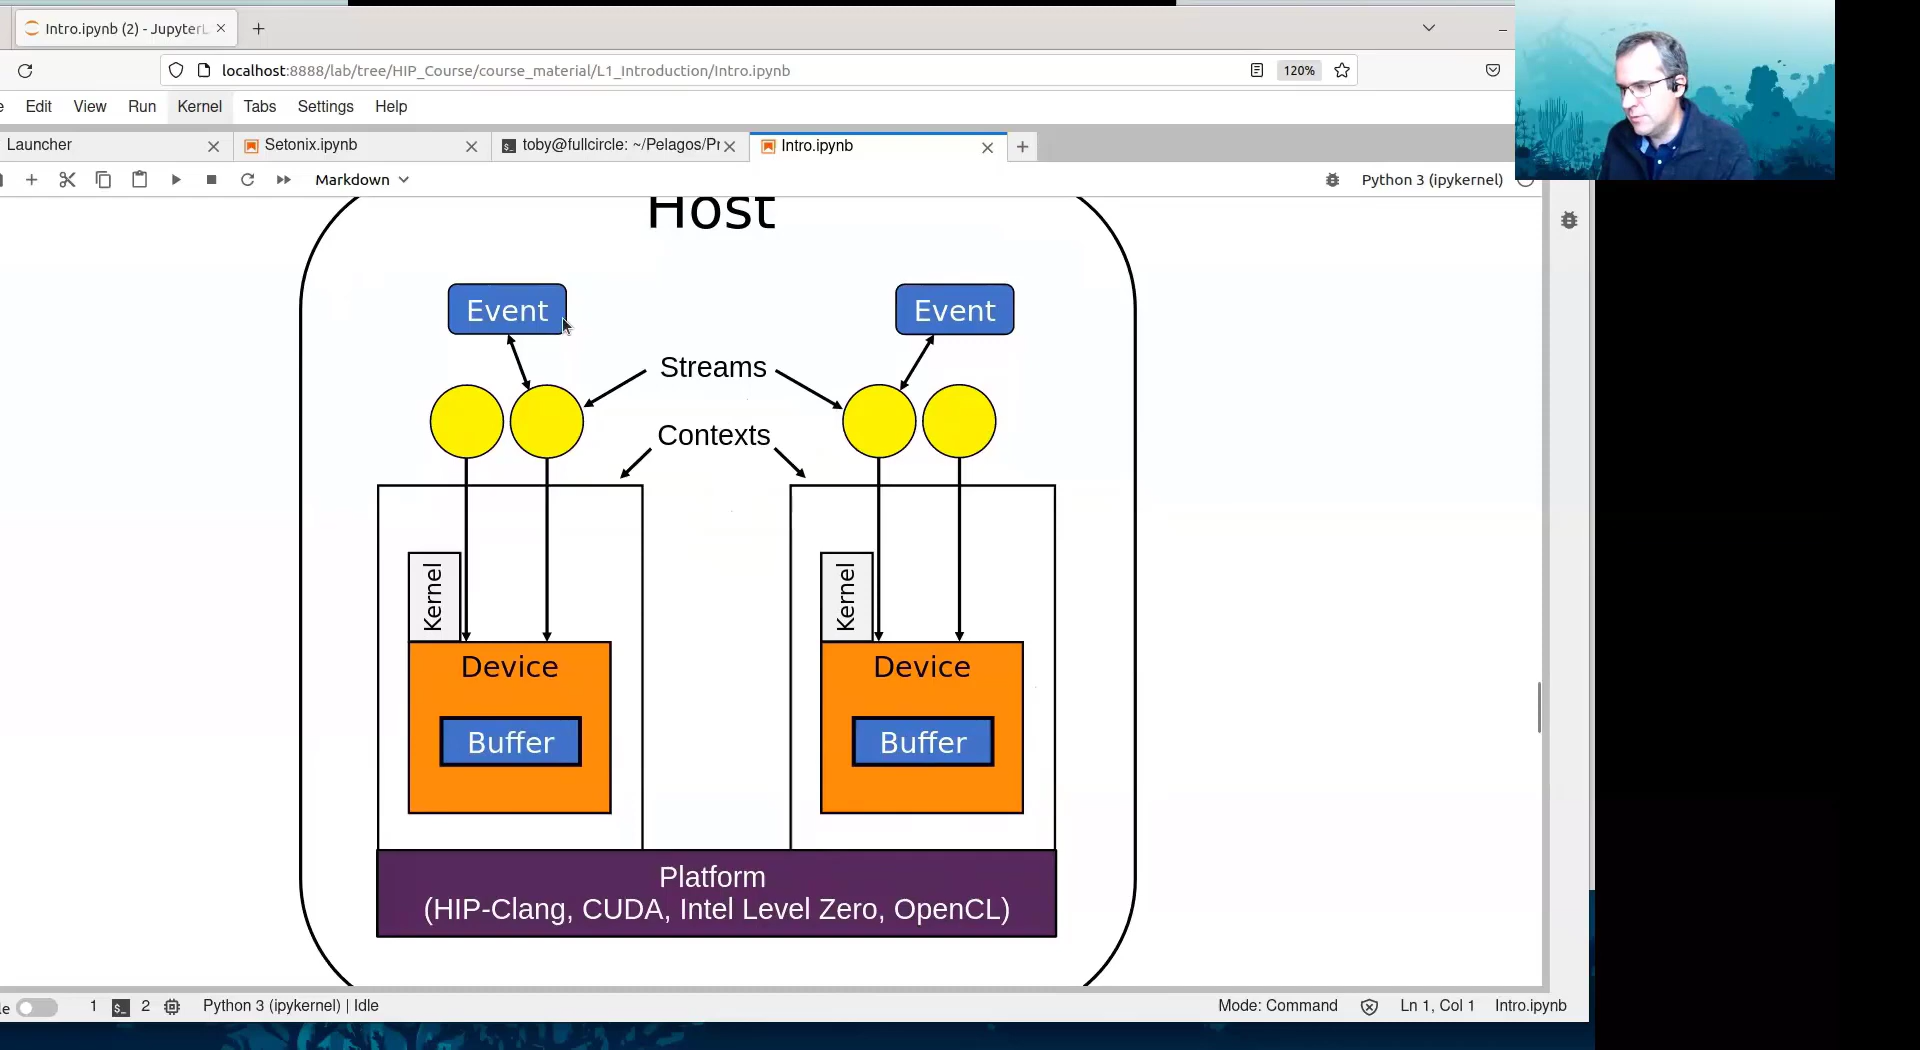 Intro.ipynb (2) - JupyterL
localhost:8888/lab/tree/HIP_Course/course_material/L1_Introduction/Intro.ipynb
120%
Edit View Run Kernel Tabs Settings Help
Launcher
Setonix.ipynb
toby@fullcircle: ~/Pelagos/Pr
Intro.ipynb
Markdown
Python 3 (ipykernel)
Host
Event
Event
Streams
Contexts
Kernel
Kernel
Device
Device
Buffer
Buffer
Platform
(HIP-Clang, CUDA, Intel Level Zero, OpenCL)
1 2 Python 3 (ipykernel) | Idle
Mode: Command Ln 1, Col 1 Intro.ipynb